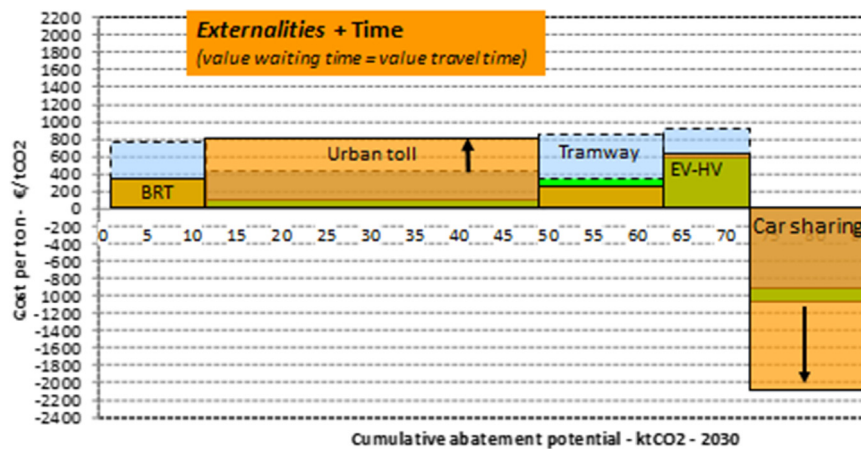 Externalities + Time
(value waiting time = value travel time)
2200
2000
1800
1600
1400
1200
1000
800
600
400
200
0
-200
-400
-600
-800
1000
-1200
-1400
-1600
-1800
-2000
-2200
-2400
Cost per ton- €/tCO2
BRT
Urban toll
Tramway
EV-HV
Car sharing
0 5 10 15 20 25 30 35 40 45 50 55 60 65 70 75 80
Cumulative abatement potential - ktCO2 - 2030